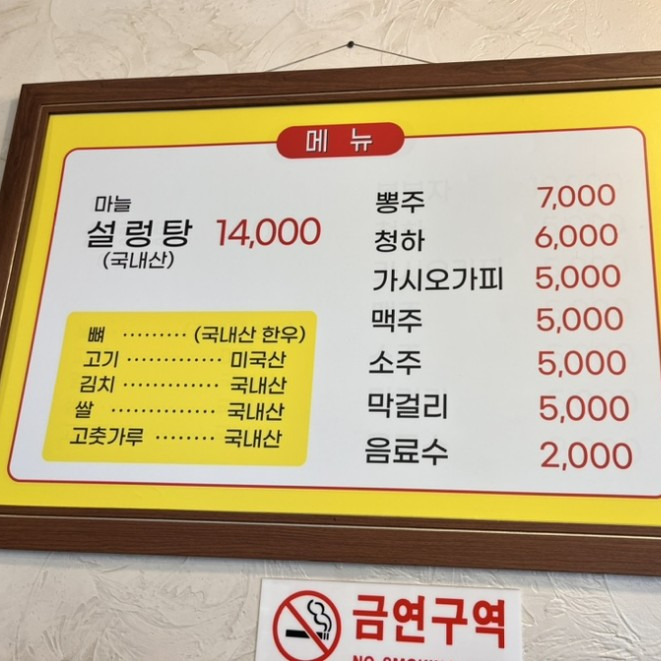 메 뉴
마늘
설렁탕 14,000
(국내산)
뼈 ········· (국내산 한우)
고기 ············· 미국산
김치 ············· 국내산
쌀 ·············· 국내산
고춧가루 ········ 국내산
뽕주 7,000
청하 6,000
가시오가피 5,000
맥주 5,000
소주 5,000
막걸리 5,000
음료수 2,000
금연구역